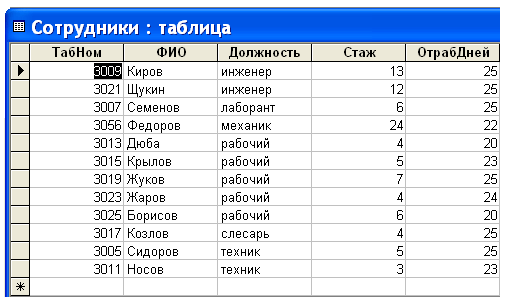 Сотрудники : таблица
ТабНом ФИО Должность Стаж ОтрабДней
3009 Киров инженер 13 25
3021 Щукин инженер 12 25
3007 Семенов лаборант 6 25
3056 Федоров механик 24 22
3013 Дюба рабочий 4 20
3015 Крылов рабочий 5 23
3019 Жуков рабочий 7 25
3023 Жаров рабочий 4 24
3025 Борисов рабочий 6 20
3017 Козлов слесарь 4 25
3005 Сидоров техник 5 25
3011 Носов техник 3 23